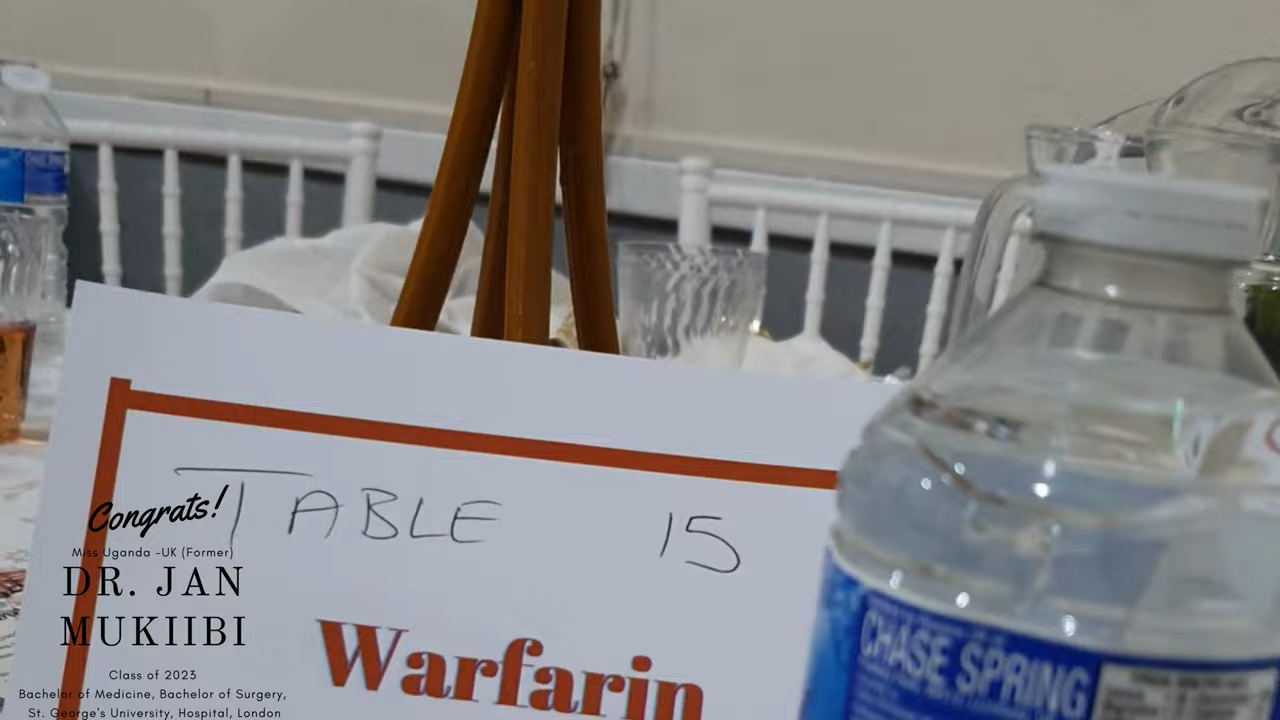 TABLE 15
Warfarin
Congrats!
Miss Uganda -UK (Former)
DR. JAN
MUKIIBI
Class of 2023
Bachelor of Medicine, Bachelor of Surgery,
St. George's University, Hospital, London
CHASE SPRING